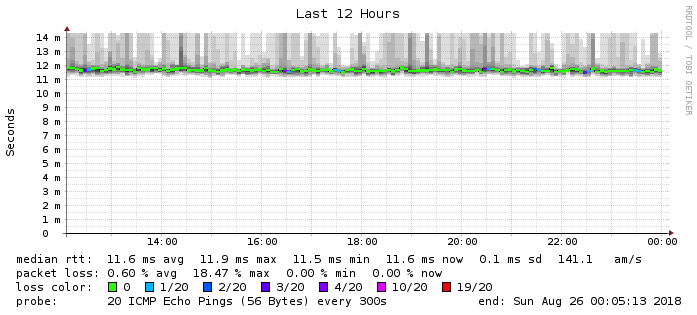 Last 12 Hours
RRDTOOL / TOBI OETIKER
Seconds
14 m
13 m
12 m
11 m
10 m
9 m
8 m
7 m
6 m
5 m
4 m
3 m
2 m
1 m
0
14:00 16:00 18:00 20:00 22:00 00:00
median rtt: 11.6 ms avg 11.9 ms max 11.5 ms min 11.6 ms now 0.1 ms sd 141.1 am/s
packet loss: 0.60 % avg 18.47 % max 0.00 % min 0.00 % now
loss color: 0 1/20 2/20 3/20 4/20 10/20 19/20
probe: 20 ICMP Echo Pings (56 Bytes) every 300s end: Sun Aug 26 00:05:13 2018